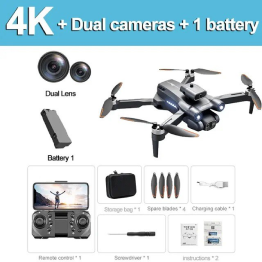 4K + Dual cameras + 1 battery
Dual Lens
Battery 1
Storage bag * 1
Spare blades * 4
Charging cable * 1
Remote control * 1
Screwdriver * 1
instructions * 2